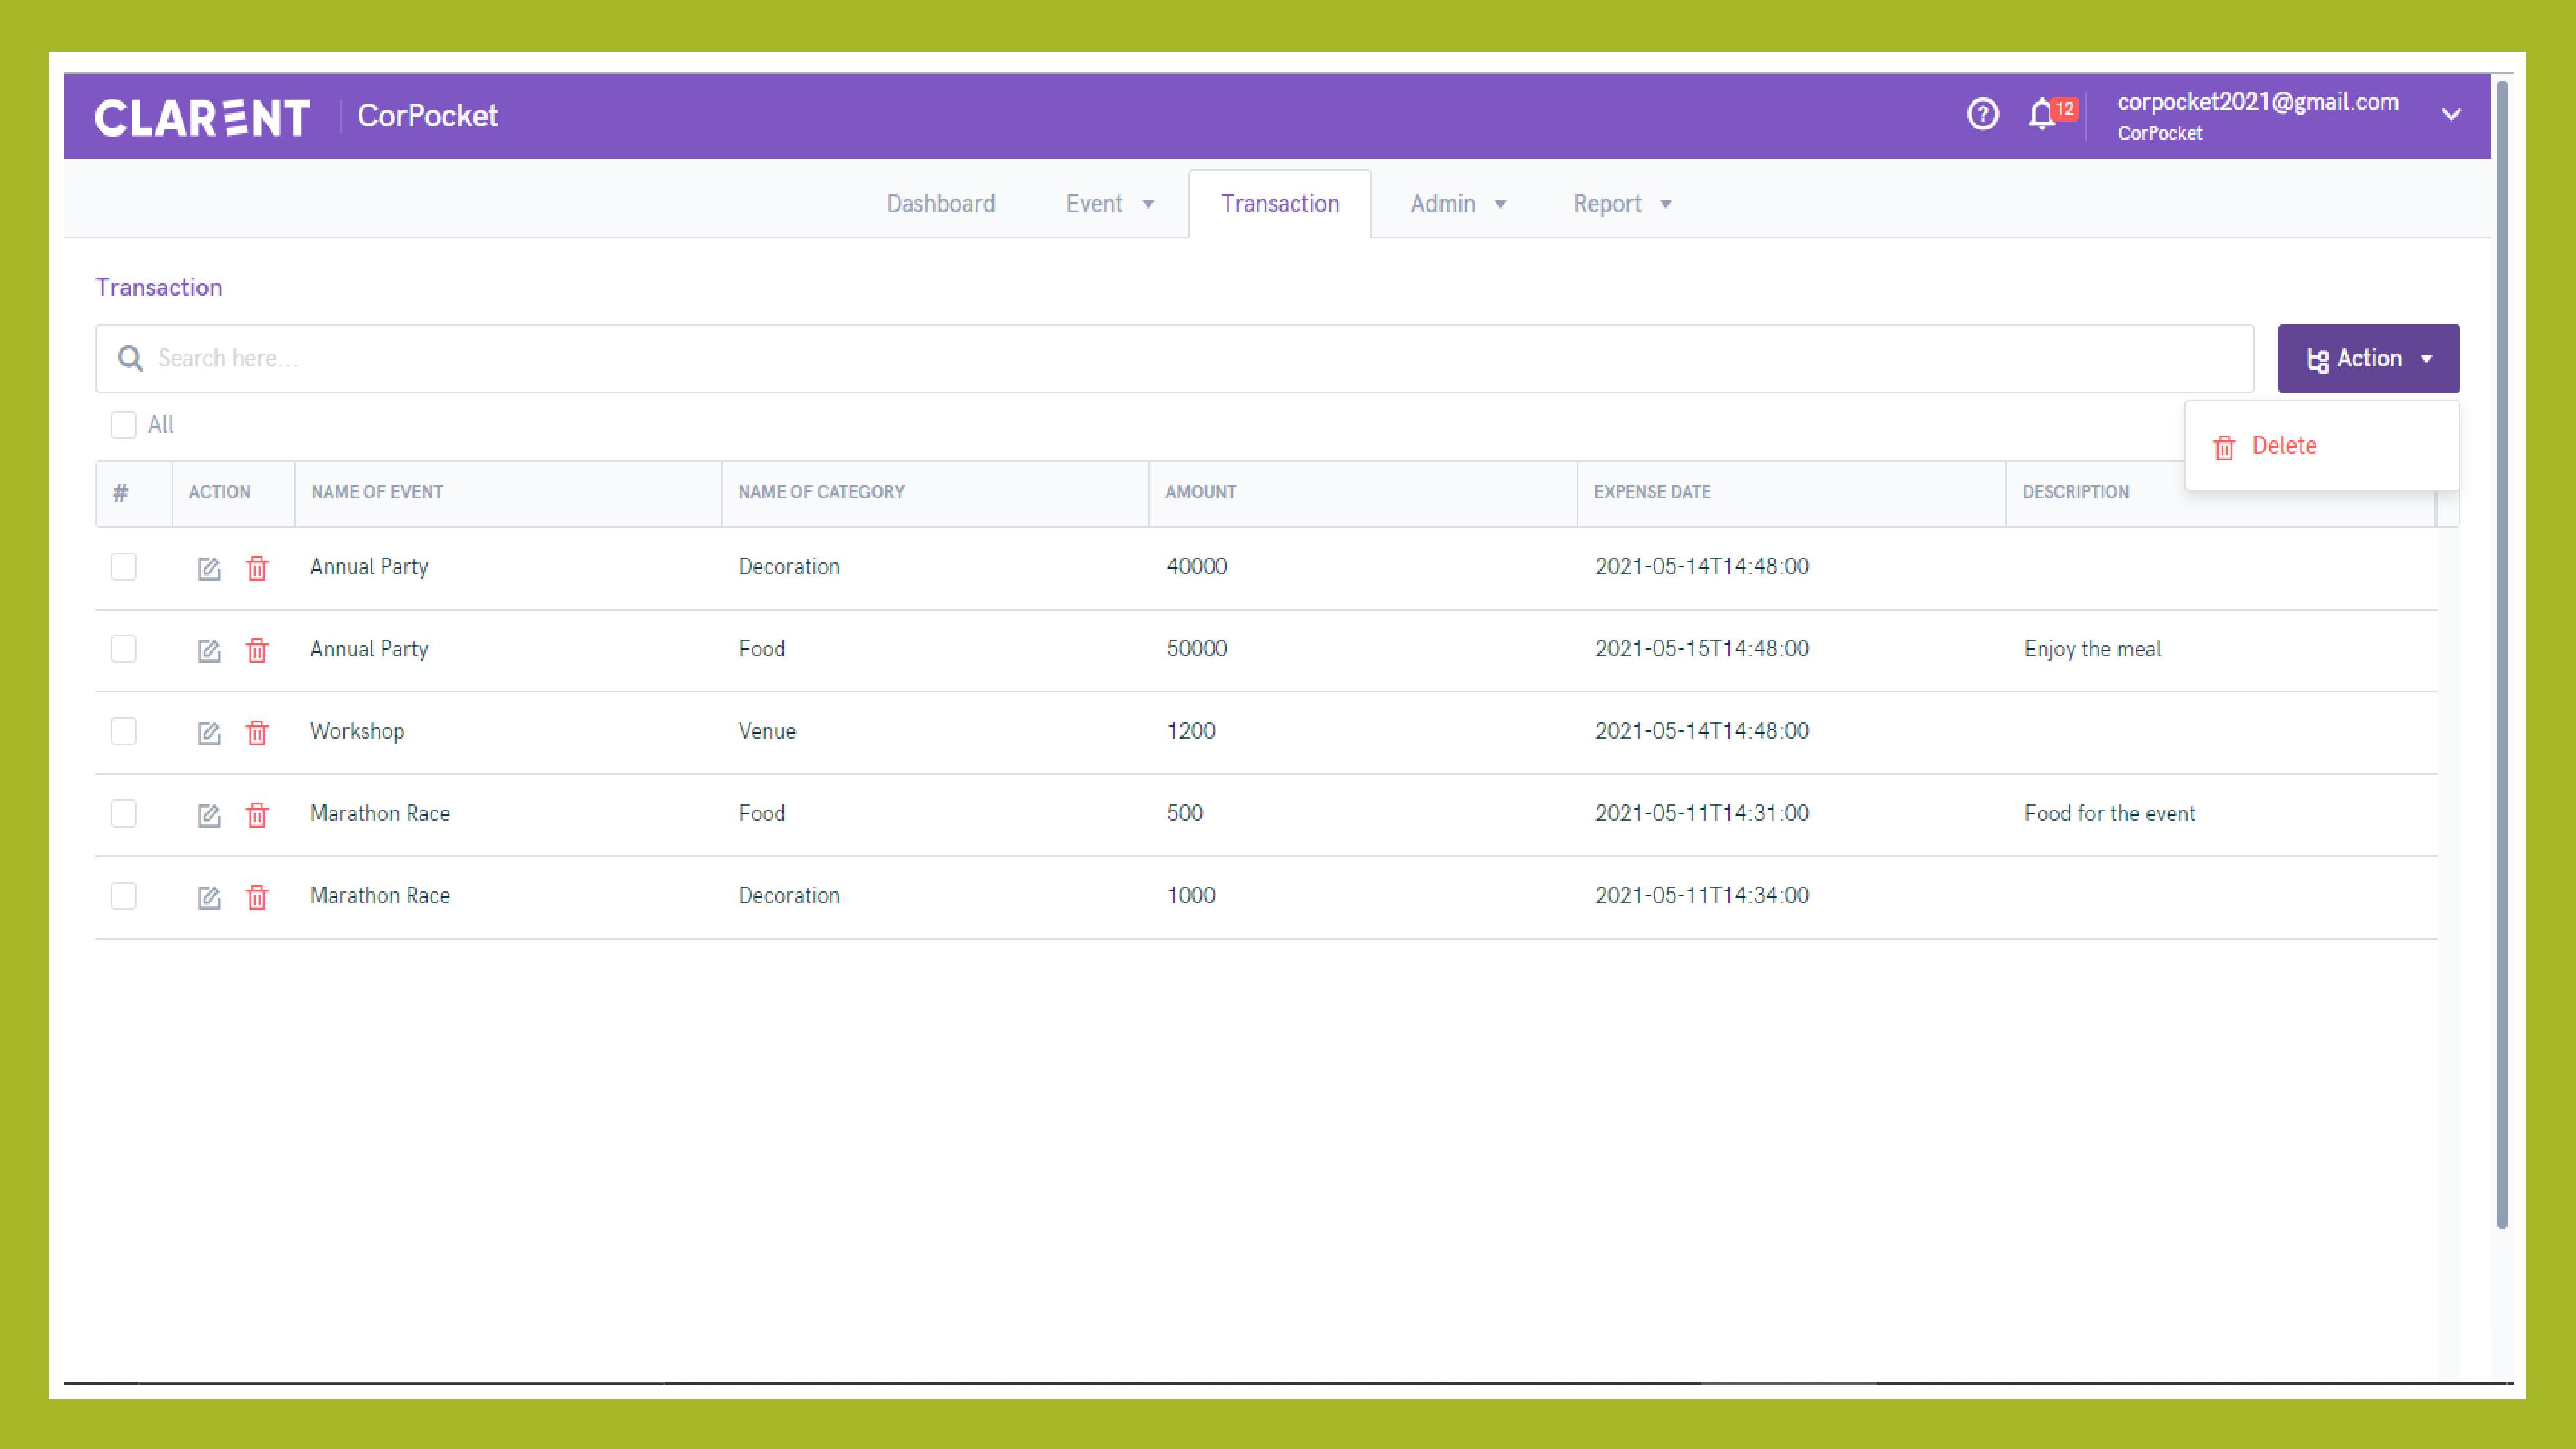 CLARENT CorPocket ? 12 corpocket2021@gmail.com
CorPocket
Dashboard Event Transaction Admin Report
Transaction
Search here... Action
All
Delete
# ACTION NAME OF EVENT NAME OF CATEGORY AMOUNT EXPENSE DATE DESCRIPTION
Annual Party Decoration 40000 2021-05-14T14:48:00
Annual Party Food 50000 2021-05-15T14:48:00 Enjoy the meal
Workshop Venue 1200 2021-05-14T14:48:00
Marathon Race Food 500 2021-05-11T14:31:00 Food for the event
Marathon Race Decoration 1000 2021-05-11T14:34:00